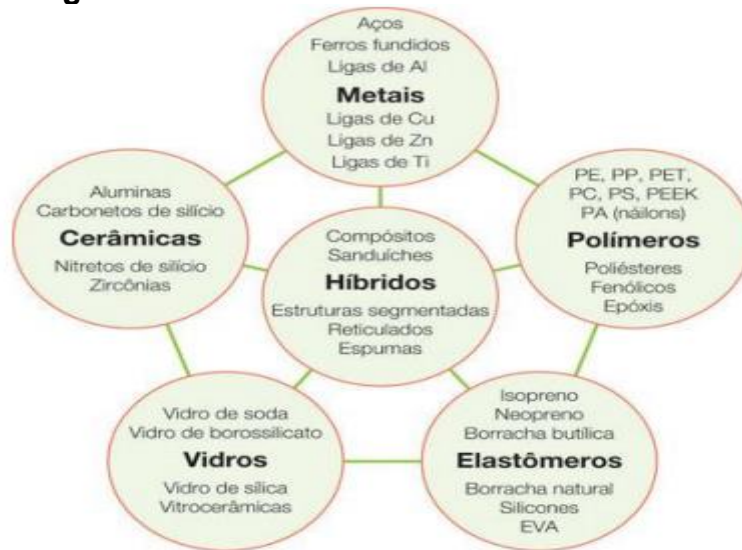 Aços
Ferros fundidos
Ligas de Al
Metais
Ligas de Cu
Ligas de Zn
Ligas de Ti
Aluminas
Carbonetos de silício
Cerâmicas
Nitretos de silício
Zircônias
PE, PP, PET,
PC, PS, PEEK
PA (náilons)
Polímeros
Poliésteres
Fenólicos
Epóxis
Compósitos
Sanduíches
Híbridos
Estruturas segmentadas
Reticulados
Espumas
Vidro de soda
Vidro de borossilicato
Vidros
Vidro de sílica
Vitrocerâmicas
Isopreno
Neopreno
Borracha butílica
Elastômeros
Borracha natural
Silicones
EVA